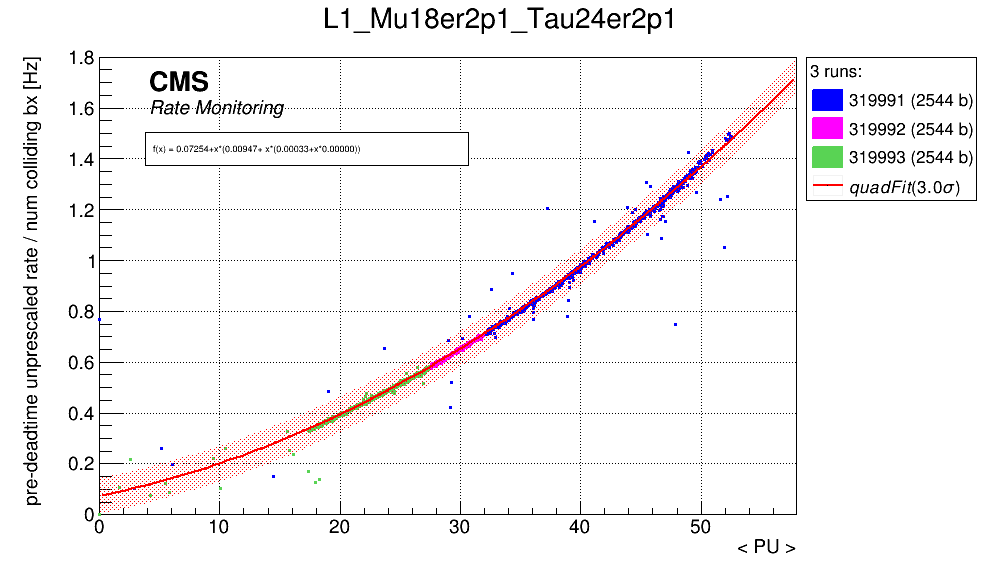 L1_Mu18er2p1_Tau24er2p1
pre-deadtime unprescaled rate / num colliding bx [Hz]
1.8
1.6
1.4
1.2
1
0.8
0.6
0.4
0.2
0
CMS
Rate Monitoring
f(x) = 0.07254+x*(0.00947+ x*(0.00033+x*0.00000))
0 10 20 30 40 50
< PU >
3 runs:
319991 (2544 b)
319992 (2544 b)
319993 (2544 b)
quadFit(3.0σ)